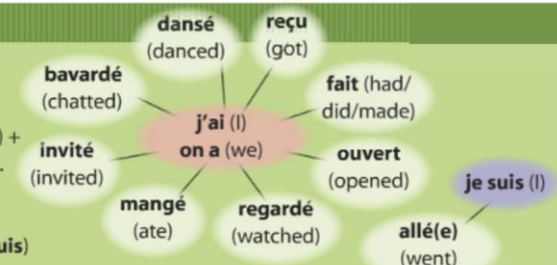 dansé
(danced)
reçu
(got)
bavardé
(chatted)
fait (had/
did/made)
j'ai (I)
on a (we)
) +
invité
(invited)
ouvert
(opened)
je suis (I)
mangé
(ate)
regardé
(watched)
allé(e)
(went)
uis)